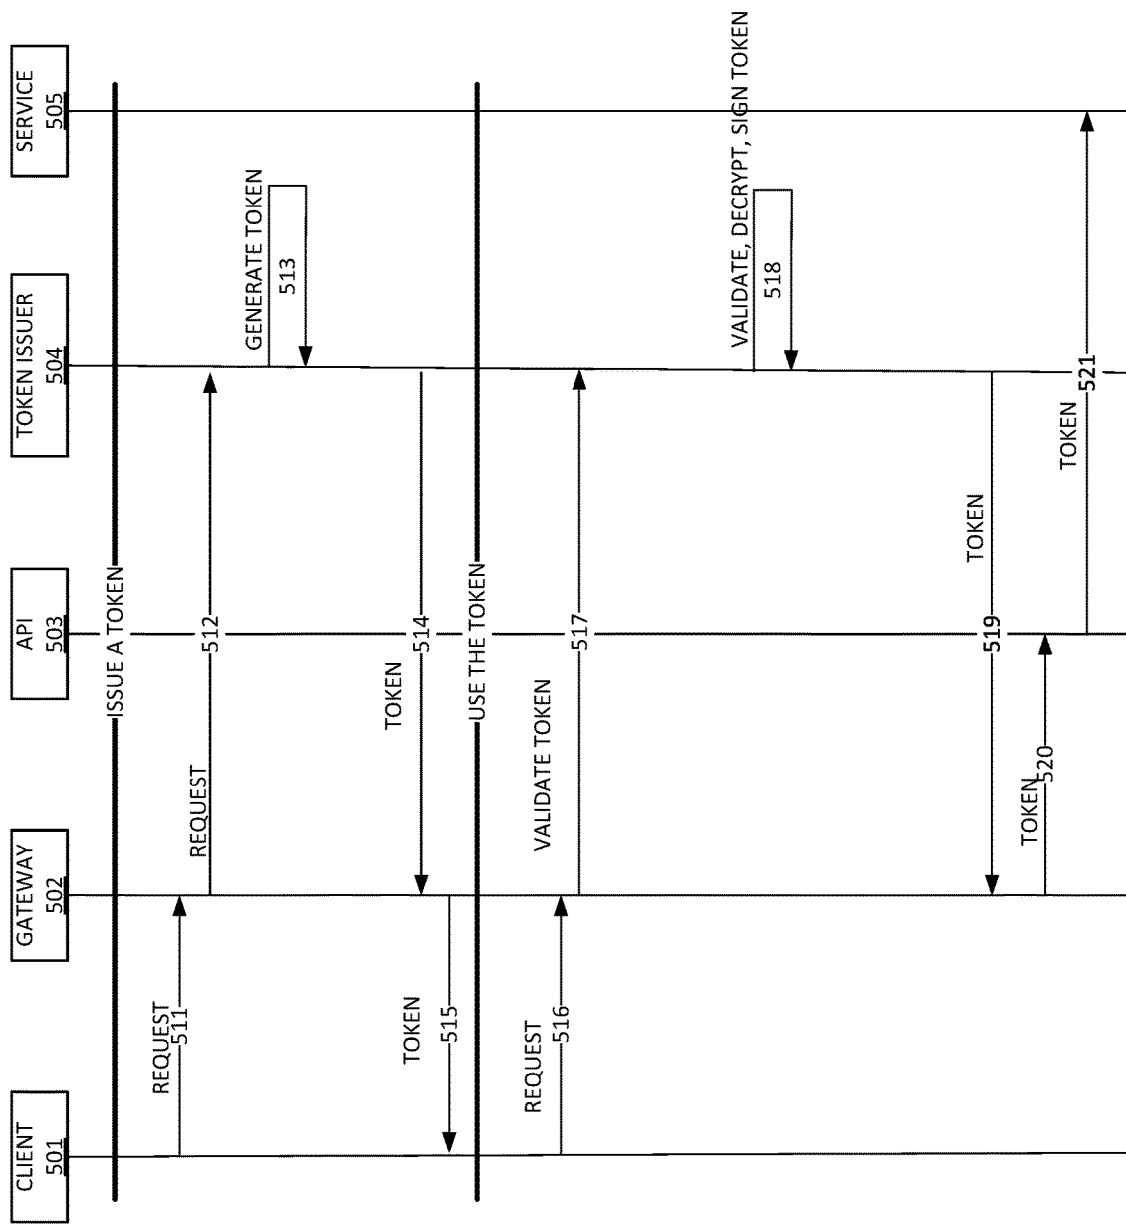 CLIENT
501
GATEWAY
502
API
503
TOKEN ISSUER
504
SERVICE
505
ISSUE A TOKEN
REQUEST
511
REQUEST
512
GENERATE TOKEN
513
TOKEN
514
TOKEN
515
USE THE TOKEN
REQUEST
516
VALIDATE TOKEN
517
VALIDATE, DECRYPT, SIGN TOKEN
518
TOKEN
519
TOKEN
520
TOKEN
521